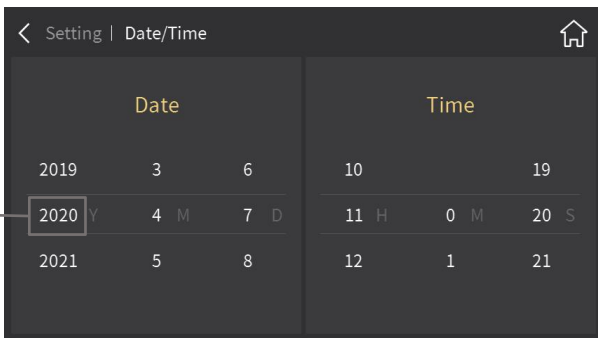 Setting | Date/Time
Date
Time
2019 3 6
10 19
2020 Y 4 M 7 D
11 H 0 M 20 S
2021 5 8
12 1 21